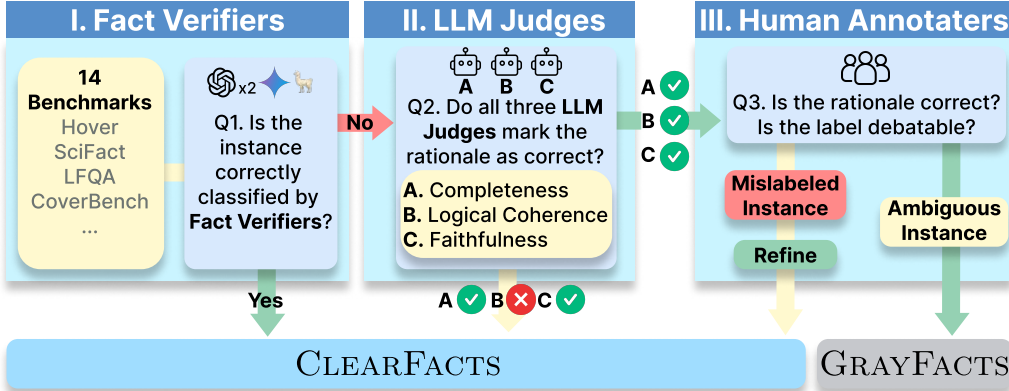 I. Fact Verifiers
14
Benchmarks
Hover
SciFact
LFQA
CoverBench
...
x2
Q1. Is the
instance
correctly
classified by
Fact Verifiers?
No
Yes
II. LLM Judges
A B C
Q2. Do all three LLM
Judges mark the
rationale as correct?
A. Completeness
B. Logical Coherence
C. Faithfulness
A B C
A
B
C
III. Human Annotaters
Q3. Is the rationale correct?
Is the label debatable?
Mislabeled
Instance
Refine
Ambiguous
Instance
CLEARFACTS
GRAYFACTS